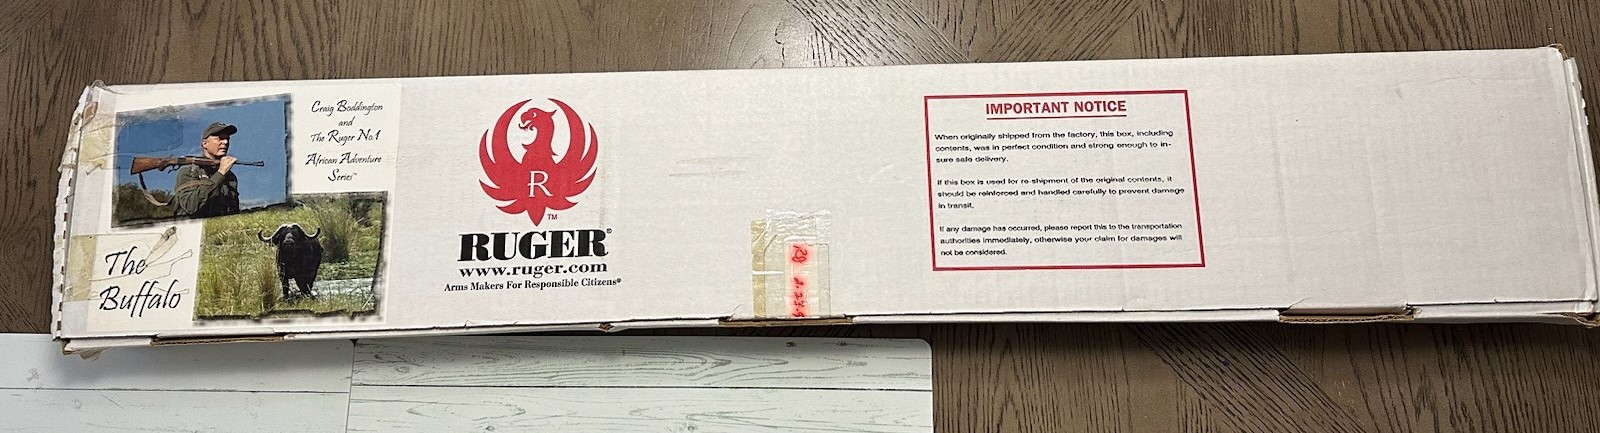 Craig Boddington
and
The Ruger No.1
African Adventure
Series™
The
Buffalo
R
TM
RUGER®
www.ruger.com
Arms Makers For Responsible Citizens®
IMPORTANT NOTICE
When originally shipped from the factory, this box, including
contents, was in perfect condition and strong enough to in-
sure safe delivery.
If this box is used for re-shipment of the original contents, it
should be reinforced and handled carefully to prevent damage
in transit.
If any damage has occurred, please report this to the transportation
authorities immediately, otherwise your claim for damages will
not be considered.